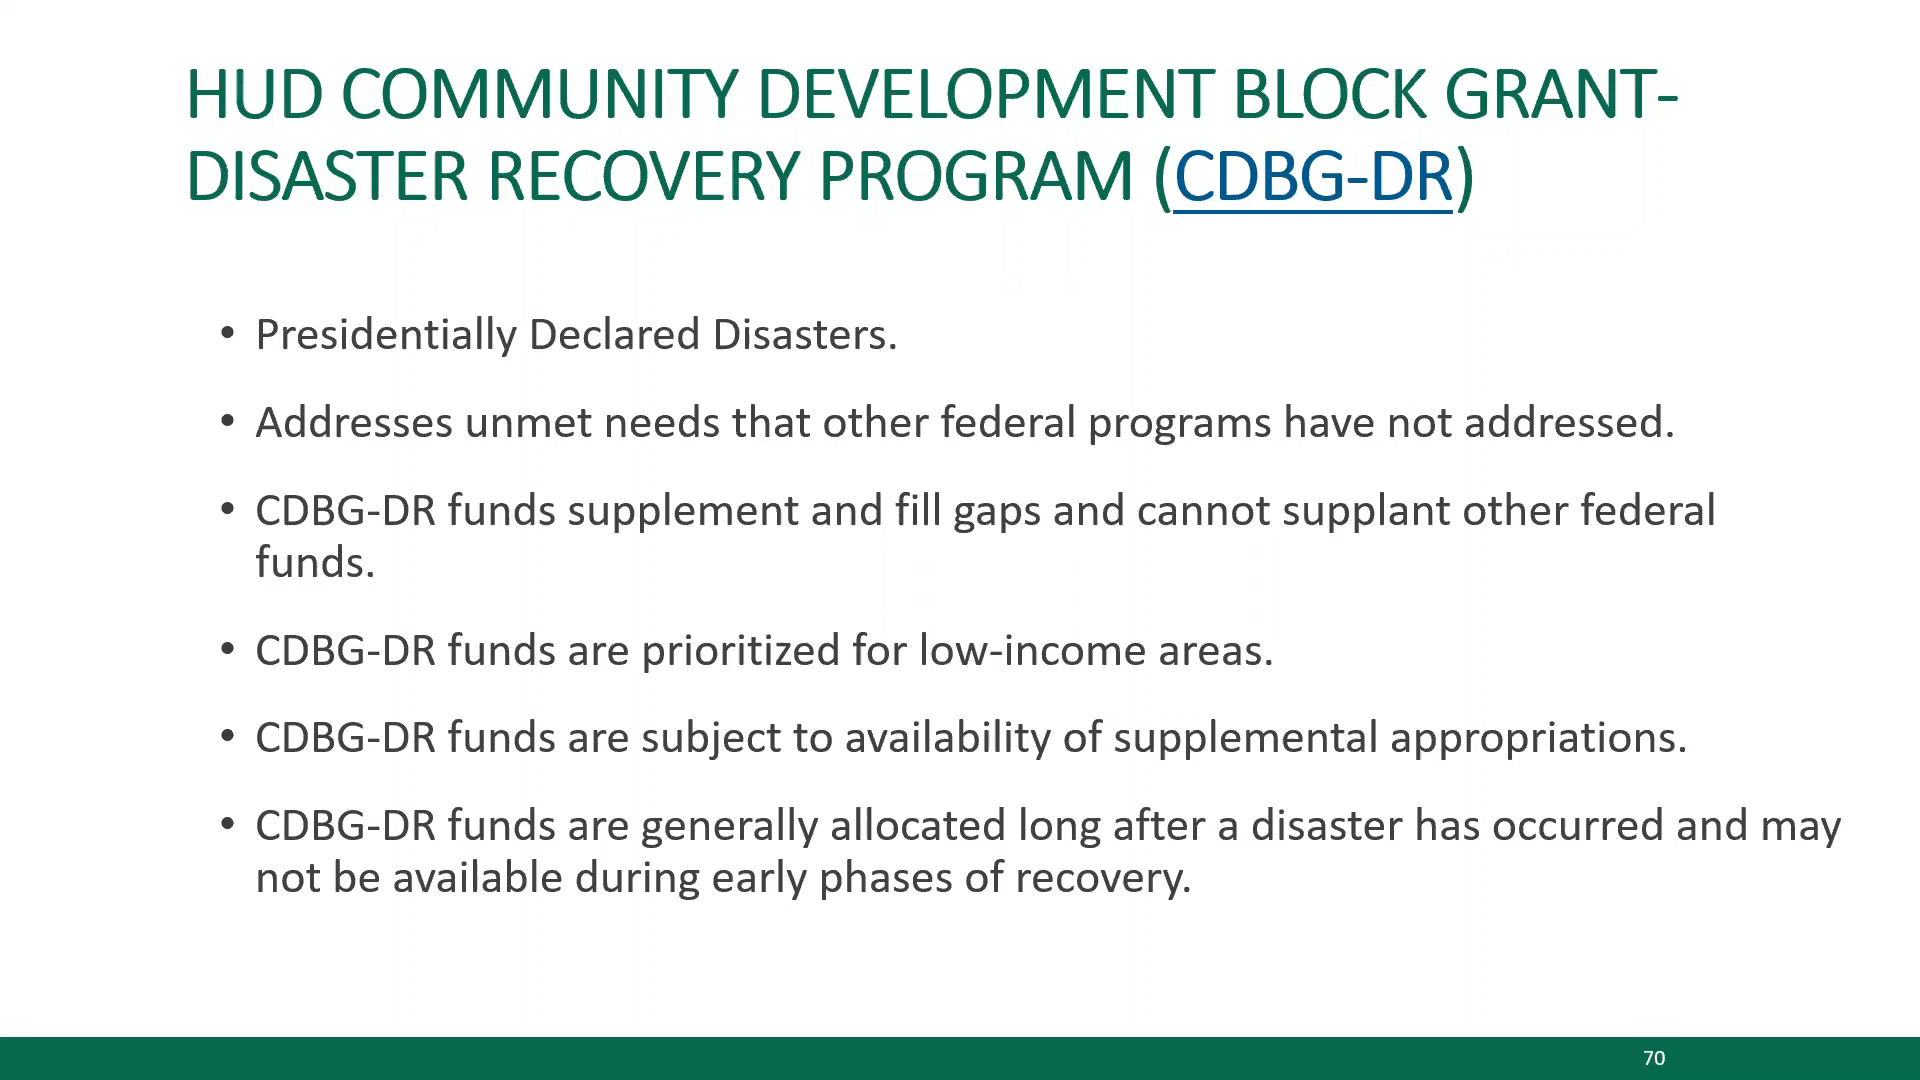 HUD COMMUNITY DEVELOPMENT BLOCK GRANT-
DISASTER RECOVERY PROGRAM (CDBG-DR)
• Presidentially Declared Disasters.
• Addresses unmet needs that other federal programs have not addressed.
• CDBG-DR funds supplement and fill gaps and cannot supplant other federal
funds.
• CDBG-DR funds are prioritized for low-income areas.
• CDBG-DR funds are subject to availability of supplemental appropriations.
• CDBG-DR funds are generally allocated long after a disaster has occurred and may
not be available during early phases of recovery.
70